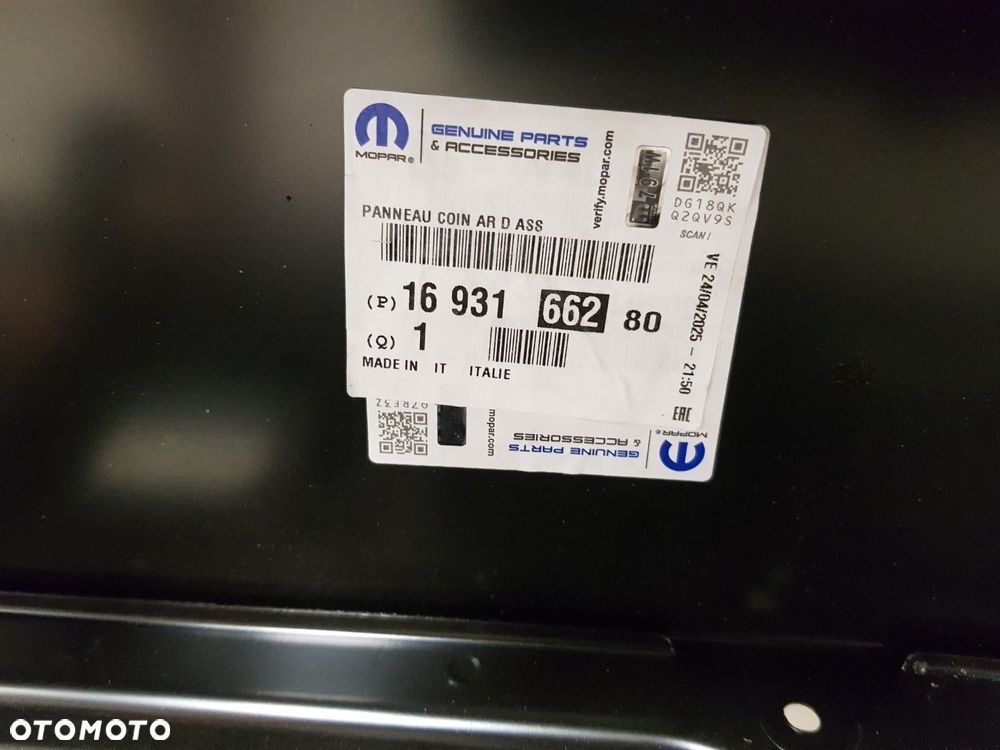 MOPAR®
GENUINE PARTS
& ACCESSORIES
verify.mopar.com
DG18QK
Q2QV9S
SCAN!
PANNEAU COIN AR D ASS
(P) 16 931 662 80
(Q) 1
MADE IN IT ITALIE
VE 24/04/2025 - 21:50
EAC
mopar.com
GENUINE PARTS
& ACCESSORIES
MOPAR®
OTOMOTO